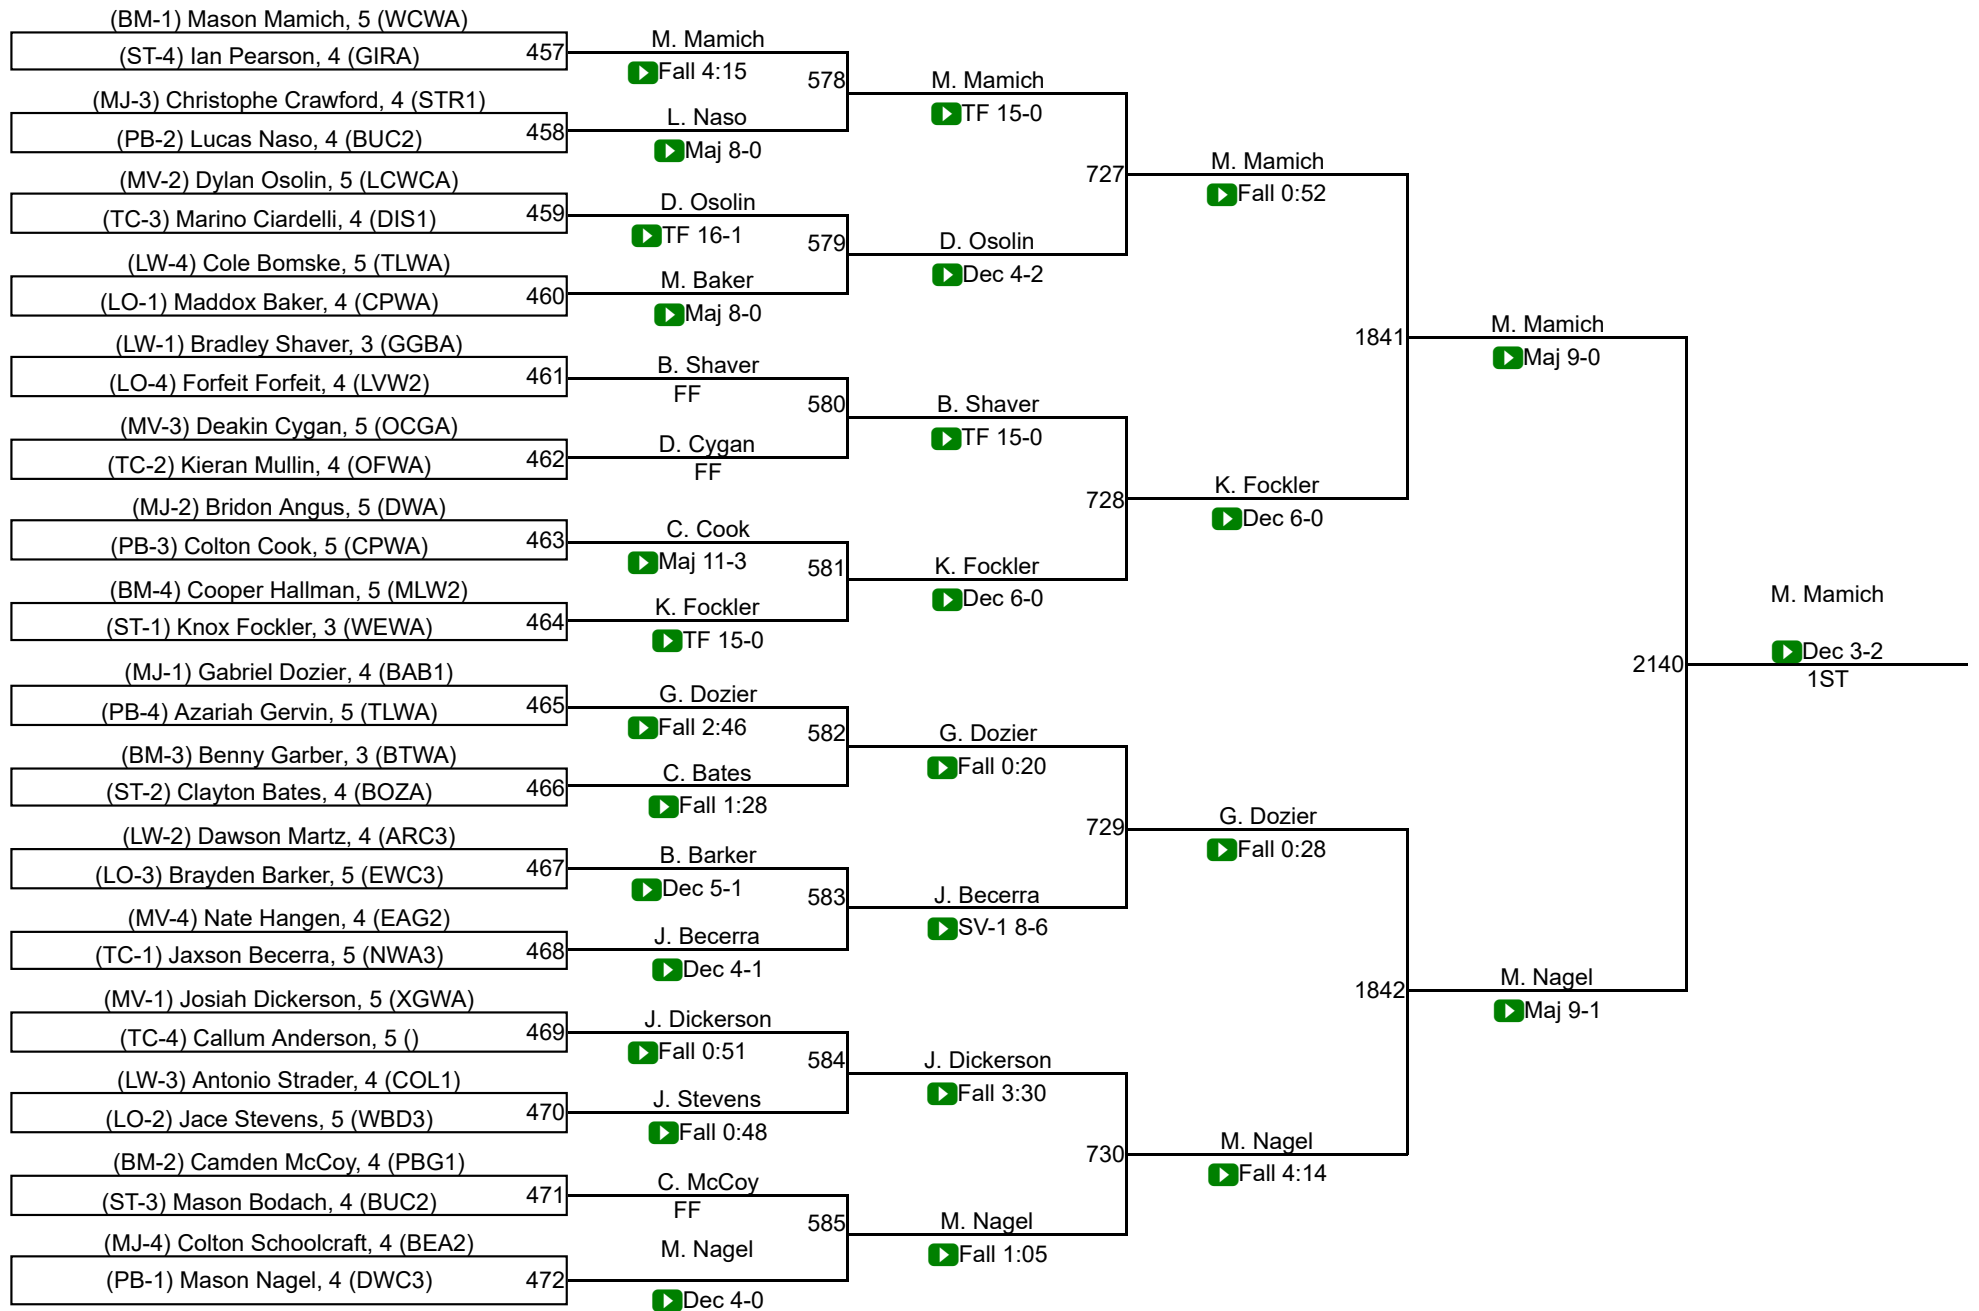 (BM-1) Mason Mamich, 5 (WCWA)
(ST-4) Ian Pearson, 4 (GIRA)
457
(MJ-3) Christophe Crawford, 4 (STR1)
(PB-2) Lucas Naso, 4 (BUC2)
458
(MV-2) Dylan Osolin, 5 (LCWCA)
(TC-3) Marino Ciardelli, 4 (DIS1)
459
(LW-4) Cole Bomske, 5 (TLWA)
(LO-1) Maddox Baker, 4 (CPWA)
460
(LW-1) Bradley Shaver, 3 (GGBA)
(LO-4) Forfeit Forfeit, 4 (LVW2)
461
(MV-3) Deakin Cygan, 5 (OCGA)
(TC-2) Kieran Mullin, 4 (OFWA)
462
(MJ-2) Bridon Angus, 5 (DWA)
(PB-3) Colton Cook, 5 (CPWA)
463
(BM-4) Cooper Hallman, 5 (MLW2)
(ST-1) Knox Fockler, 3 (WEWA)
464
(MJ-1) Gabriel Dozier, 4 (BAB1)
(PB-4) Azariah Gervin, 5 (TLWA)
465
(BM-3) Benny Garber, 3 (BTWA)
(ST-2) Clayton Bates, 4 (BOZA)
466
(LW-2) Dawson Martz, 4 (ARC3)
(LO-3) Brayden Barker, 5 (EWC3)
467
(MV-4) Nate Hangen, 4 (EAG2)
(TC-1) Jaxson Becerra, 5 (NWA3)
468
(MV-1) Josiah Dickerson, 5 (XGWA)
(TC-4) Callum Anderson, 5 ()
469
(LW-3) Antonio Strader, 4 (COL1)
(LO-2) Jace Stevens, 5 (WBD3)
470
(BM-2) Camden McCoy, 4 (PBG1)
(ST-3) Mason Bodach, 4 (BUC2)
471
(MJ-4) Colton Schoolcraft, 4 (BEA2)
(PB-1) Mason Nagel, 4 (DWC3)
472
M. Mamich
Fall 4:15
578
L. Naso
Maj 8-0
D. Osolin
TF 16-1
579
M. Baker
Maj 8-0
B. Shaver
FF
580
D. Cygan
FF
C. Cook
Maj 11-3
581
K. Fockler
TF 15-0
G. Dozier
Fall 2:46
582
C. Bates
Fall 1:28
B. Barker
Dec 5-1
583
J. Becerra
Dec 4-1
J. Dickerson
Fall 0:51
584
J. Stevens
Fall 0:48
C. McCoy
FF
585
M. Nagel
Dec 4-0
M. Mamich
TF 15-0
727
D. Osolin
Dec 4-2
B. Shaver
TF 15-0
728
K. Fockler
Dec 6-0
G. Dozier
Fall 0:20
729
J. Becerra
SV-1 8-6
J. Dickerson
Fall 3:30
730
M. Nagel
Fall 1:05
M. Mamich
Fall 0:52
1841
K. Fockler
Dec 6-0
G. Dozier
Fall 0:28
1842
M. Nagel
Fall 4:14
M. Mamich
Maj 9-0
2140
M. Nagel
Maj 9-1
M. Mamich
Dec 3-2
1ST